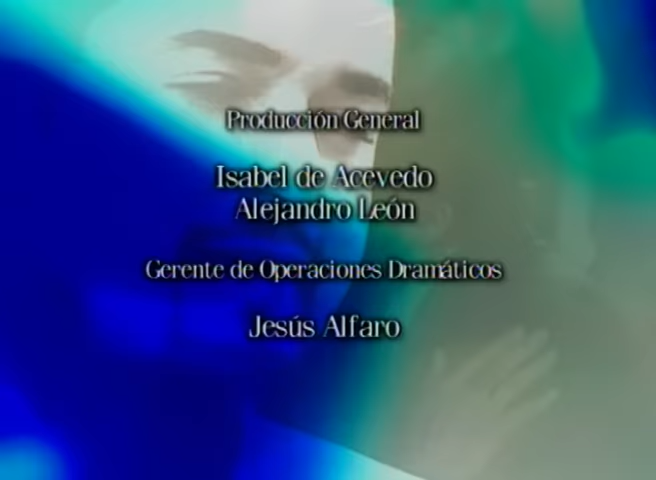 Producción General
Isabel de Acevedo
Alejandro León
Gerente de Operaciones Dramáticos
Jesús Alfaro